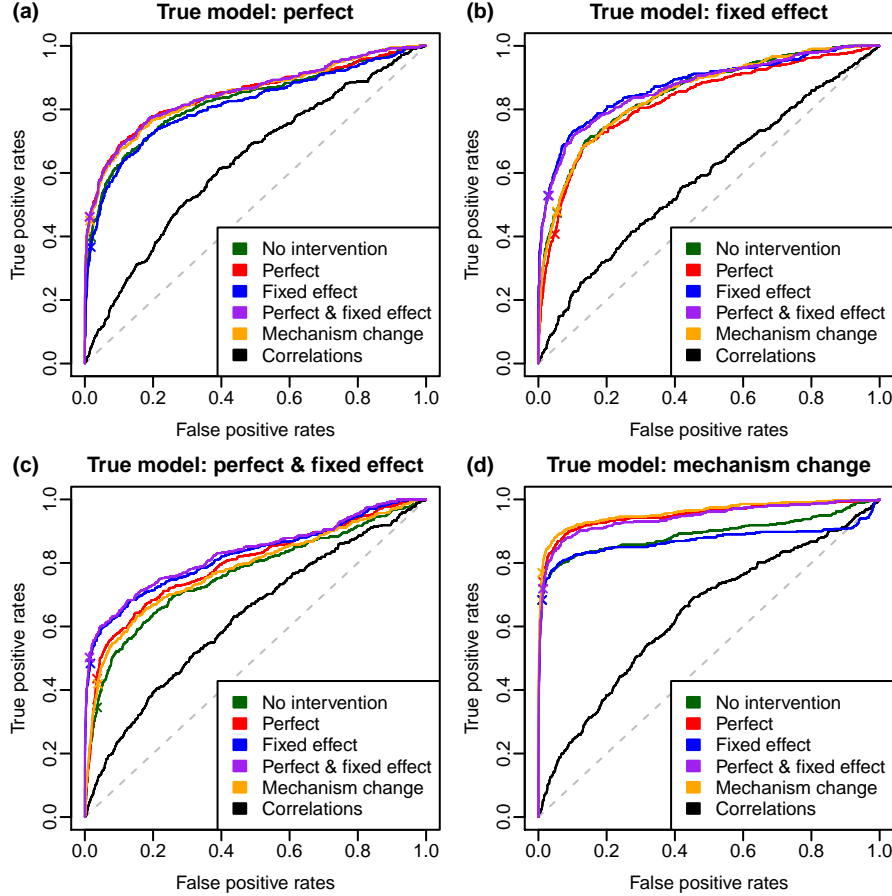 (a)
True model: perfect
True positive rates
0.0 0.2 0.4 0.6 0.8 1.0
0.0 0.2 0.4 0.6 0.8 1.0
False positive rates
No intervention
Perfect
Fixed effect
Perfect & fixed effect
Mechanism change
Correlations
(b)
True model: fixed effect
True positive rates
0.0 0.2 0.4 0.6 0.8 1.0
0.0 0.2 0.4 0.6 0.8 1.0
False positive rates
No intervention
Perfect
Fixed effect
Perfect & fixed effect
Mechanism change
Correlations
(c)
True model: perfect & fixed effect
True positive rates
0.0 0.2 0.4 0.6 0.8 1.0
0.0 0.2 0.4 0.6 0.8 1.0
False positive rates
No intervention
Perfect
Fixed effect
Perfect & fixed effect
Mechanism change
Correlations
(d)
True model: mechanism change
True positive rates
0.0 0.2 0.4 0.6 0.8 1.0
0.0 0.2 0.4 0.6 0.8 1.0
False positive rates
No intervention
Perfect
Fixed effect
Perfect & fixed effect
Mechanism change
Correlations